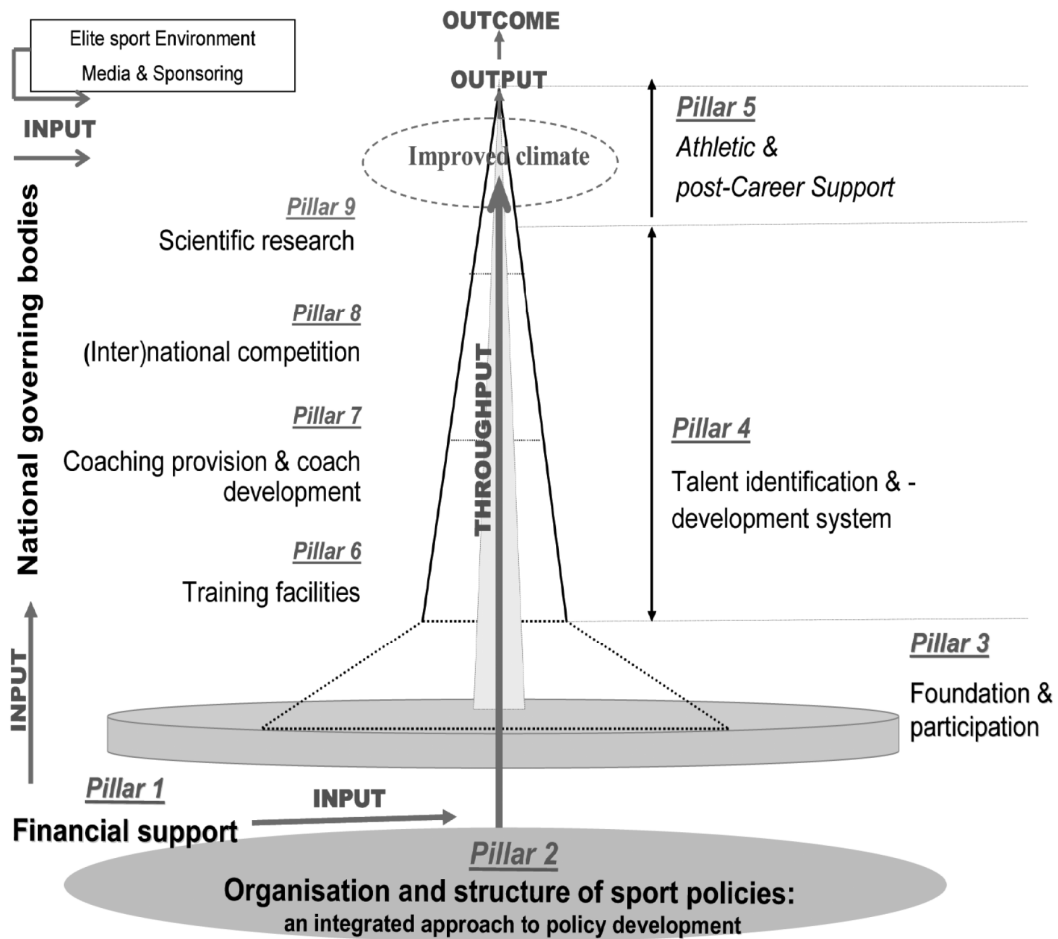 OUTCOME
Elite sport Environment
Media & Sponsoring
OUTPUT
INPUT
Improved climate
Pillar 5
Athletic &
post-Career Support
National governing bodies
Pillar 9
Scientific research
Pillar 8
(Inter)national competition
Pillar 7
Coaching provision & coach
development
Pillar 6
Training facilities
THROUGHPUT
Pillar 4
Talent identification & -
development system
Pillar 3
Foundation &
participation
INPUT
Pillar 1
Financial support
INPUT
Pillar 2
Organisation and structure of sport policies:
an integrated approach to policy development